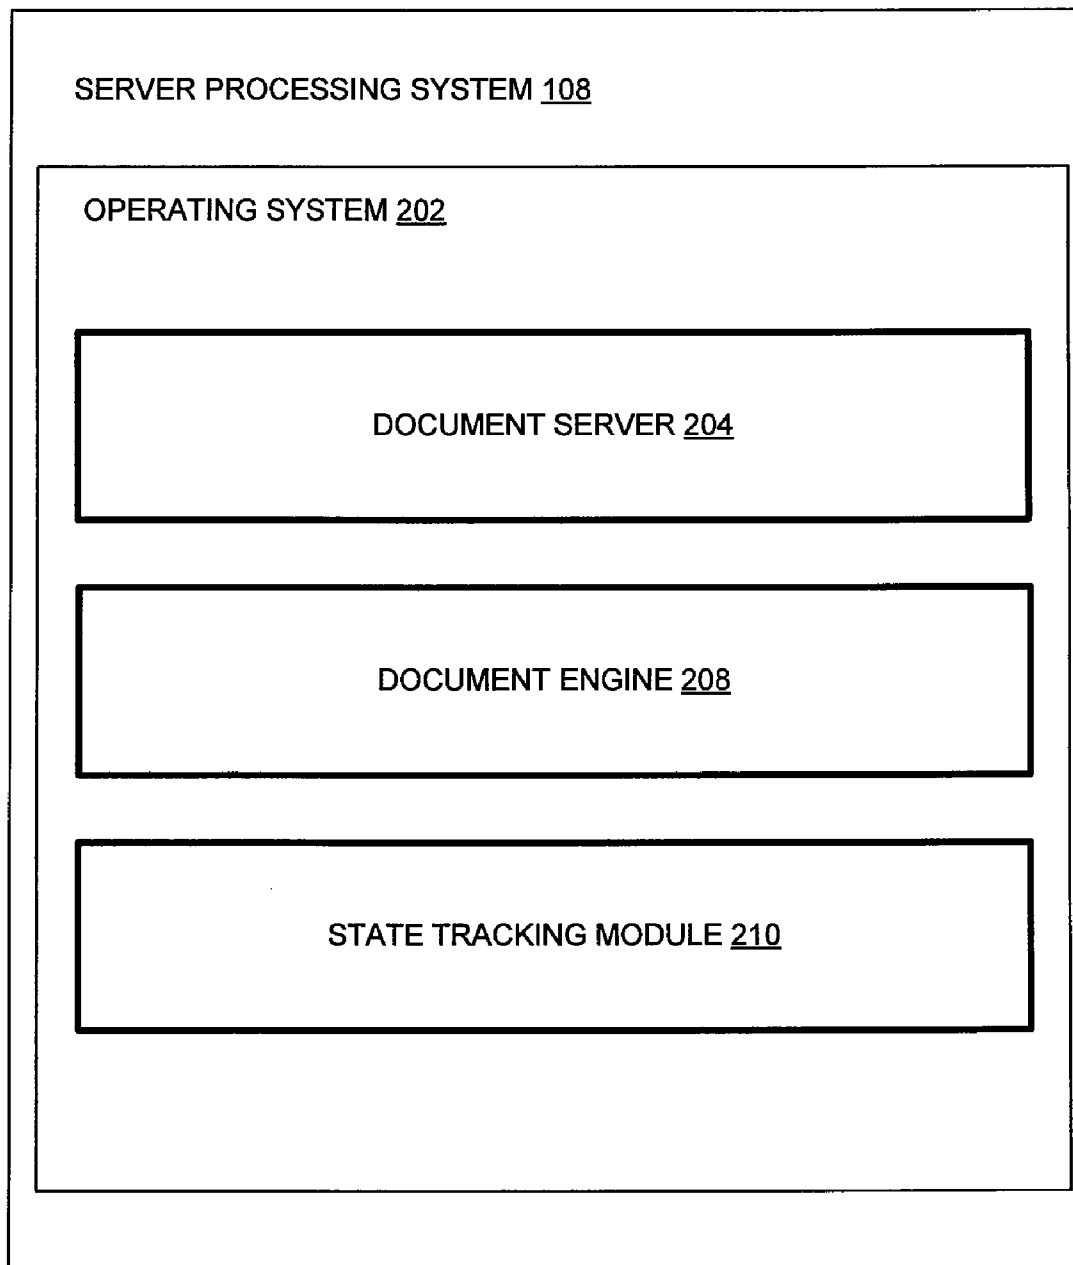 SERVER PROCESSING SYSTEM 108
OPERATING SYSTEM 202
DOCUMENT SERVER 204
DOCUMENT ENGINE 208
STATE TRACKING MODULE 210